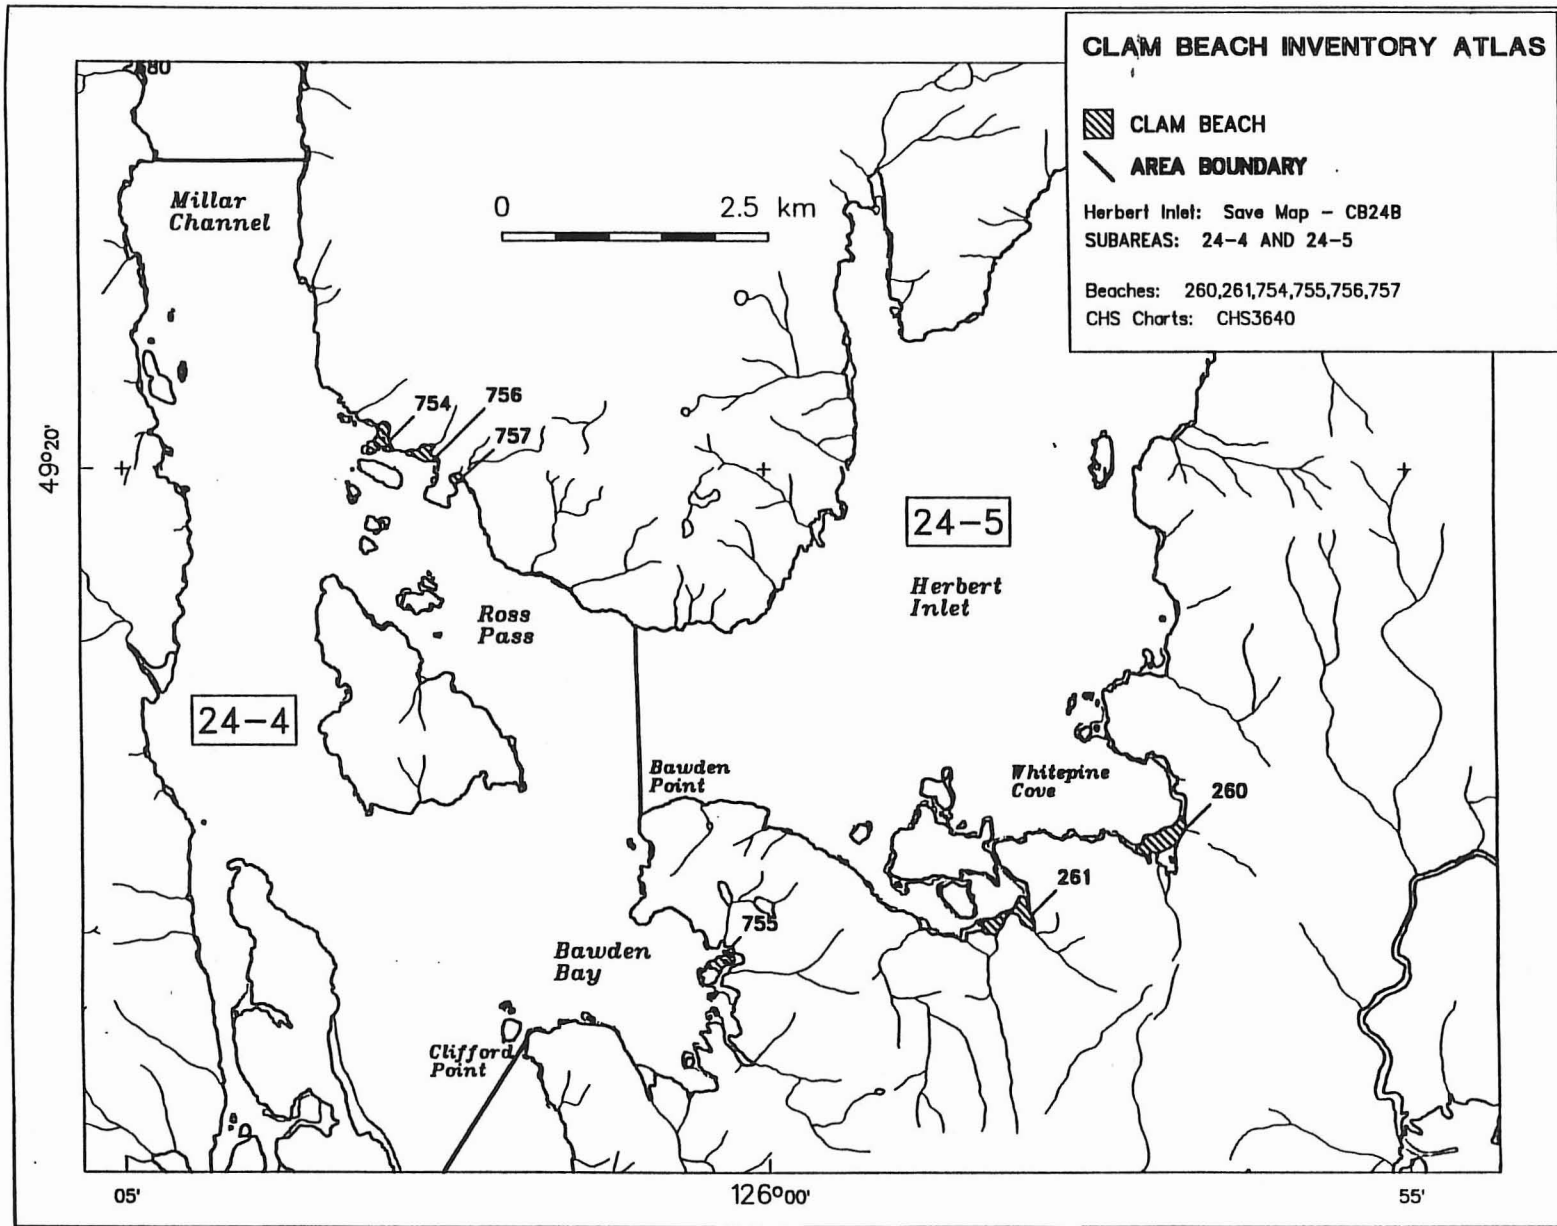 CLAM BEACH INVENTORY ATLAS
CLAM BEACH
AREA BOUNDARY
Herbert Inlet: Save Map - CB24B
SUBAREAS: 24-4 AND 24-5
Beaches: 260,261,754,755,756,757
CHS Charts: CHS3640
Millar
Channel
0 2.5 km
754
756
757
49°20'
24-5
Herbert
Inlet
Ross
Pass
24-4
Bawden
Point
Whitepine
Cove
260
261
755
Bawden
Bay
Clifford
Point
05'
126°00'
55'